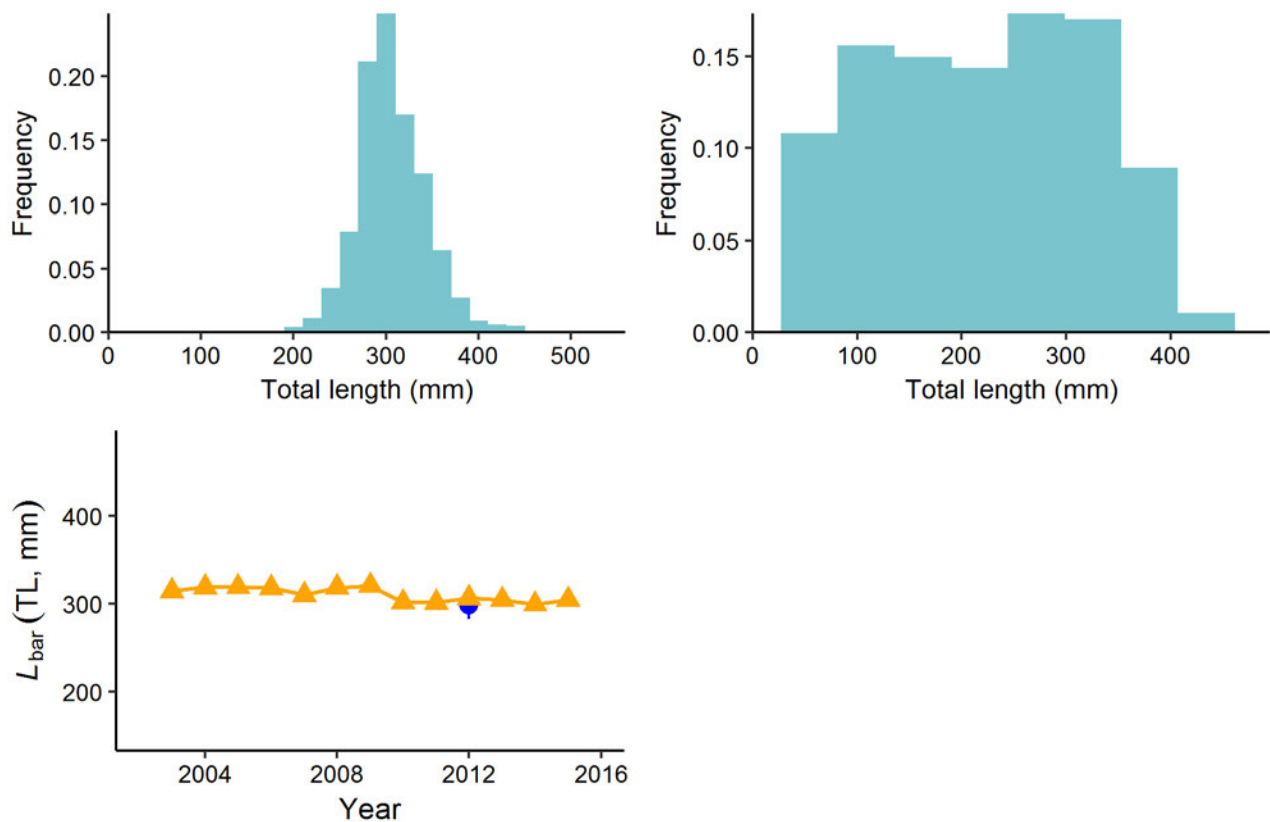 0.20
0.15
0.10
0.05
0.00
Frequency
0 100 200 300 400 500
Total length (mm)
0.15
0.10
0.05
0.00
Frequency
0 100 200 300 400
Total length (mm)
400
300
200
Lbar (TL, mm)
2004 2008 2012 2016
Year